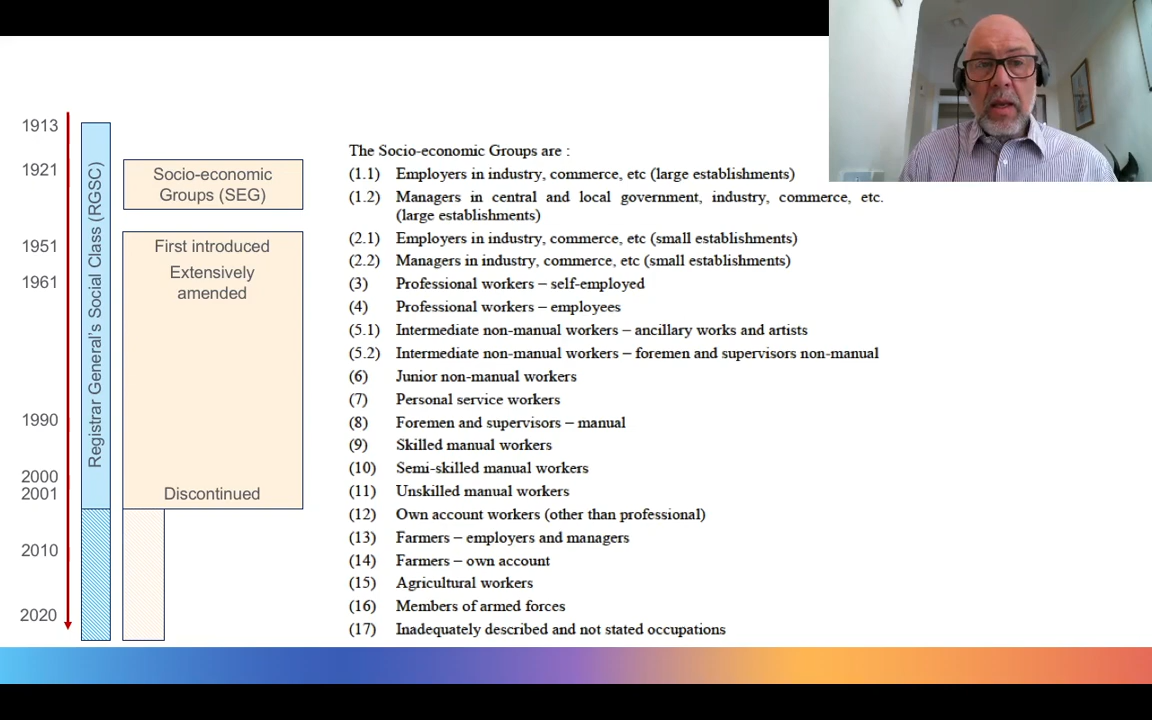 1913
1921
1951
1961
1990
2000
2001
2010
2020
Registrar General's Social Class (RGSC)
Socio-economic
Groups (SEG)
First introduced
Extensively
amended
Discontinued
The Socio-economic Groups are :
(1.1) Employers in industry, commerce, etc (large establishments)
(1.2) Managers in central and local government, industry, commerce, etc.
(large establishments)
(2.1) Employers in industry, commerce, etc (small establishments)
(2.2) Managers in industry, commerce, etc (small establishments)
(3) Professional workers – self-employed
(4) Professional workers – employees
(5.1) Intermediate non-manual workers – ancillary works and artists
(5.2) Intermediate non-manual workers – foremen and supervisors non-manual
(6) Junior non-manual workers
(7) Personal service workers
(8) Foremen and supervisors – manual
(9) Skilled manual workers
(10) Semi-skilled manual workers
(11) Unskilled manual workers
(12) Own account workers (other than professional)
(13) Farmers – employers and managers
(14) Farmers – own account
(15) Agricultural workers
(16) Members of armed forces
(17) Inadequately described and not stated occupations